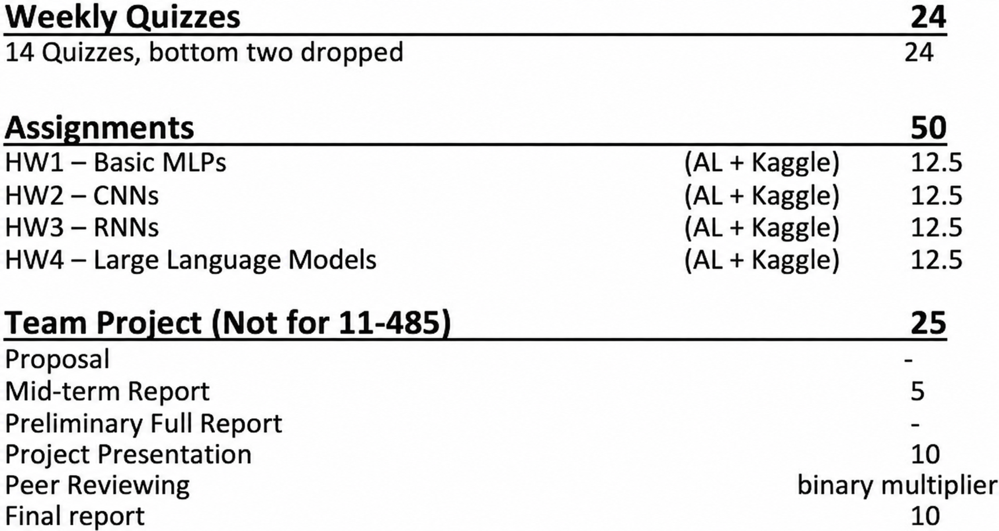 Weekly Quizzes 24
14 Quizzes, bottom two dropped 24
Assignments 50
HW1 – Basic MLPs (AL + Kaggle) 12.5
HW2 – CNNs (AL + Kaggle) 12.5
HW3 – RNNs (AL + Kaggle) 12.5
HW4 – Large Language Models (AL + Kaggle) 12.5
Team Project (Not for 11-485) 25
Proposal -
Mid-term Report 5
Preliminary Full Report -
Project Presentation 10
Peer Reviewing binary multiplier
Final report 10